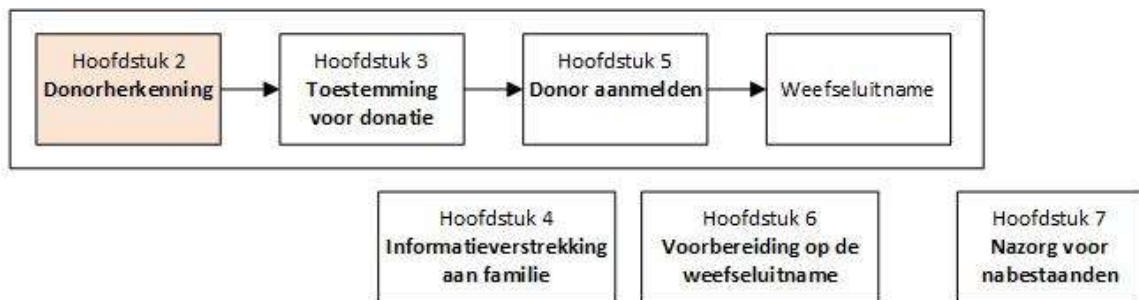 Hoofdstuk 2
Donorherkenning
Hoofdstuk 3
Toestemming
voor donatie
Hoofdstuk 5
Donor aanmelden
Weefseluitname
Hoofdstuk 4
Informatieverstrekking
aan familie
Hoofdstuk 6
Voorbereiding op de
weefseluitname
Hoofdstuk 7
Nazorg voor
nabestaanden